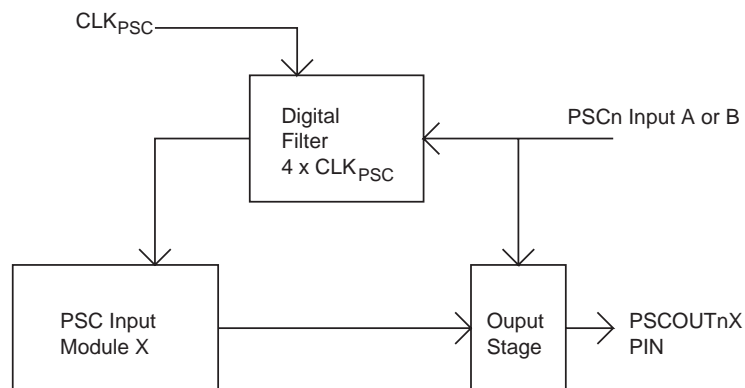 CLKPSC
Digital
Filter
4 x CLKPSC
PSCn Input A or B
PSC Input
Module X
Ouput
Stage
PSCOUTnX
PIN